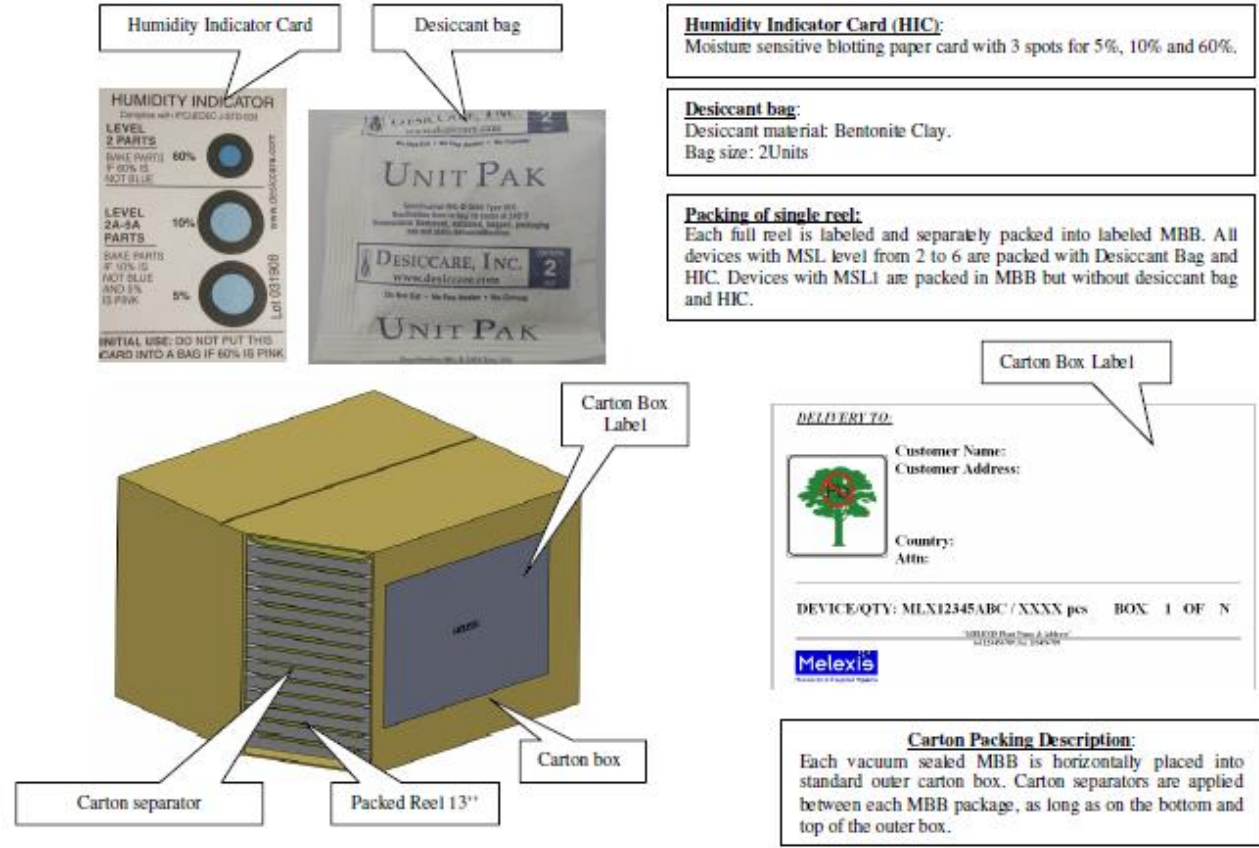 Humidity Indicator Card
Desiccant bag
Humidity Indicator Card (HIC):
Moisture sensitive blotting paper card with 3 spots for 5%, 10% and 60%.
HUMIDITY INDICATOR
LEVEL
2 PARTS
BAKE PARTS
IF 60% IS
NOT BLUE
60%
LEVEL
2A-5A
PARTS
BAKE PARTS
IF 10% IS
NOT BLUE
AND 5%
IS PINK
10%
5%
www.desiccare.com
Lot 031908
INITIAL USE: DO NOT PUT THIS
CARD INTO A BAG IF 60% IS PINK
DESICCARE, INC.
2
www.desiccare.com
UNIT PAK
DESICCARE, INC.
www.desiccare.com
2
UNIT PAK
Desiccant bag:
Desiccant material: Bentonite Clay.
Bag size: 2Units
Packing of single reel:
Each full reel is labeled and separately packed into labeled MBB. All
devices with MSL level from 2 to 6 are packed with Desiccant Bag and
HIC. Devices with MSL1 are packed in MBB but without desiccant bag
and HIC.
Carton Box
Label
Carton Box Label
DELIVERY TO:
Customer Name:
Customer Address:
Country:
Attn:
DEVICE/QTY: MLX12345ABC / XXXX pcs BOX 1 OF N
Melexis
Carton separator
Packed Reel 13''
Carton box
Carton Packing Description:
Each vacuum sealed MBB is horizontally placed into
standard outer carton box. Carton separators are applied
between each MBB package, as long as on the bottom and
top of the outer box.